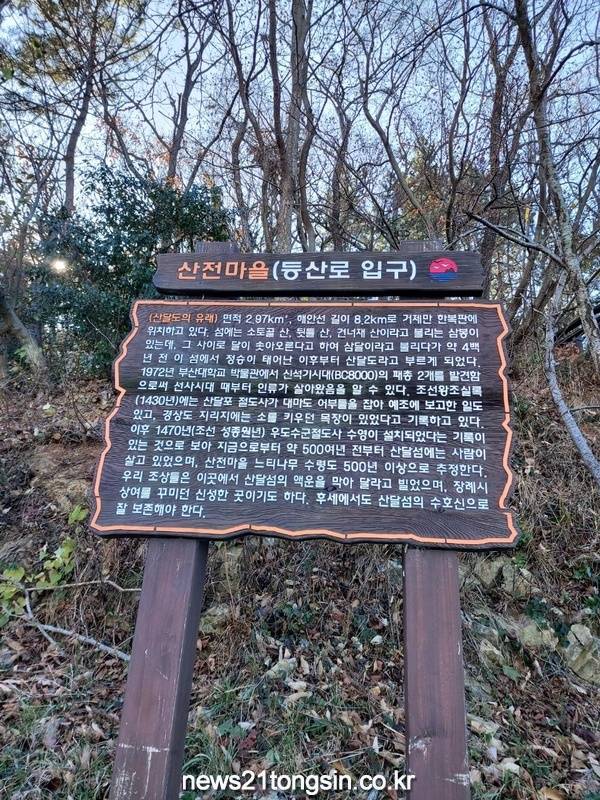 산전마을(등산로 입구)
(산달도의 유래) 면적 2.97km², 해안선 길이 8.2km로 거제만 한복판에
위치하고 있다. 섬에는 소토골 산, 뒷들 산, 건너재 산이라고 불리는 삼봉이
있는데, 그 사이로 달이 솟아오른다고 하여 삼달이라고 불리다가 약 4백
년 전 이 섬에서 정승이 태어난 이후부터 산달도라고 부르게 되었다.
1972년 부산대학교 박물관에서 신석기시대(BC8000)의 패총 2개를 발견함
으로써 선사시대 때부터 인류가 살아왔음을 알 수 있다. 조선왕조실록
(1430년)에는 산달포 절도사가 대마도 어부들을 잡아 예조에 보고한 일도
있고, 경상도 지리지에는 소를 키우던 목장이 있었다고 기록하고 있다.
이후 1470년(조선 성종원년) 우도수군절도사 수영이 설치되었다는 기록이
있는 것으로 보아 지금으로부터 약 500여년 전부터 산달섬에는 사람이
살고 있었으며, 산전마을 느티나무 수령도 500년 이상으로 추정한다.
우리 조상들은 이곳에서 산달섬의 액운을 막아 달라고 빌었으며, 장례시
상여를 꾸미던 신성한 곳이기도 하다. 후세에서도 산달섬의 수호신으로
잘 보존해야 한다.
news21tongsin.co.kr